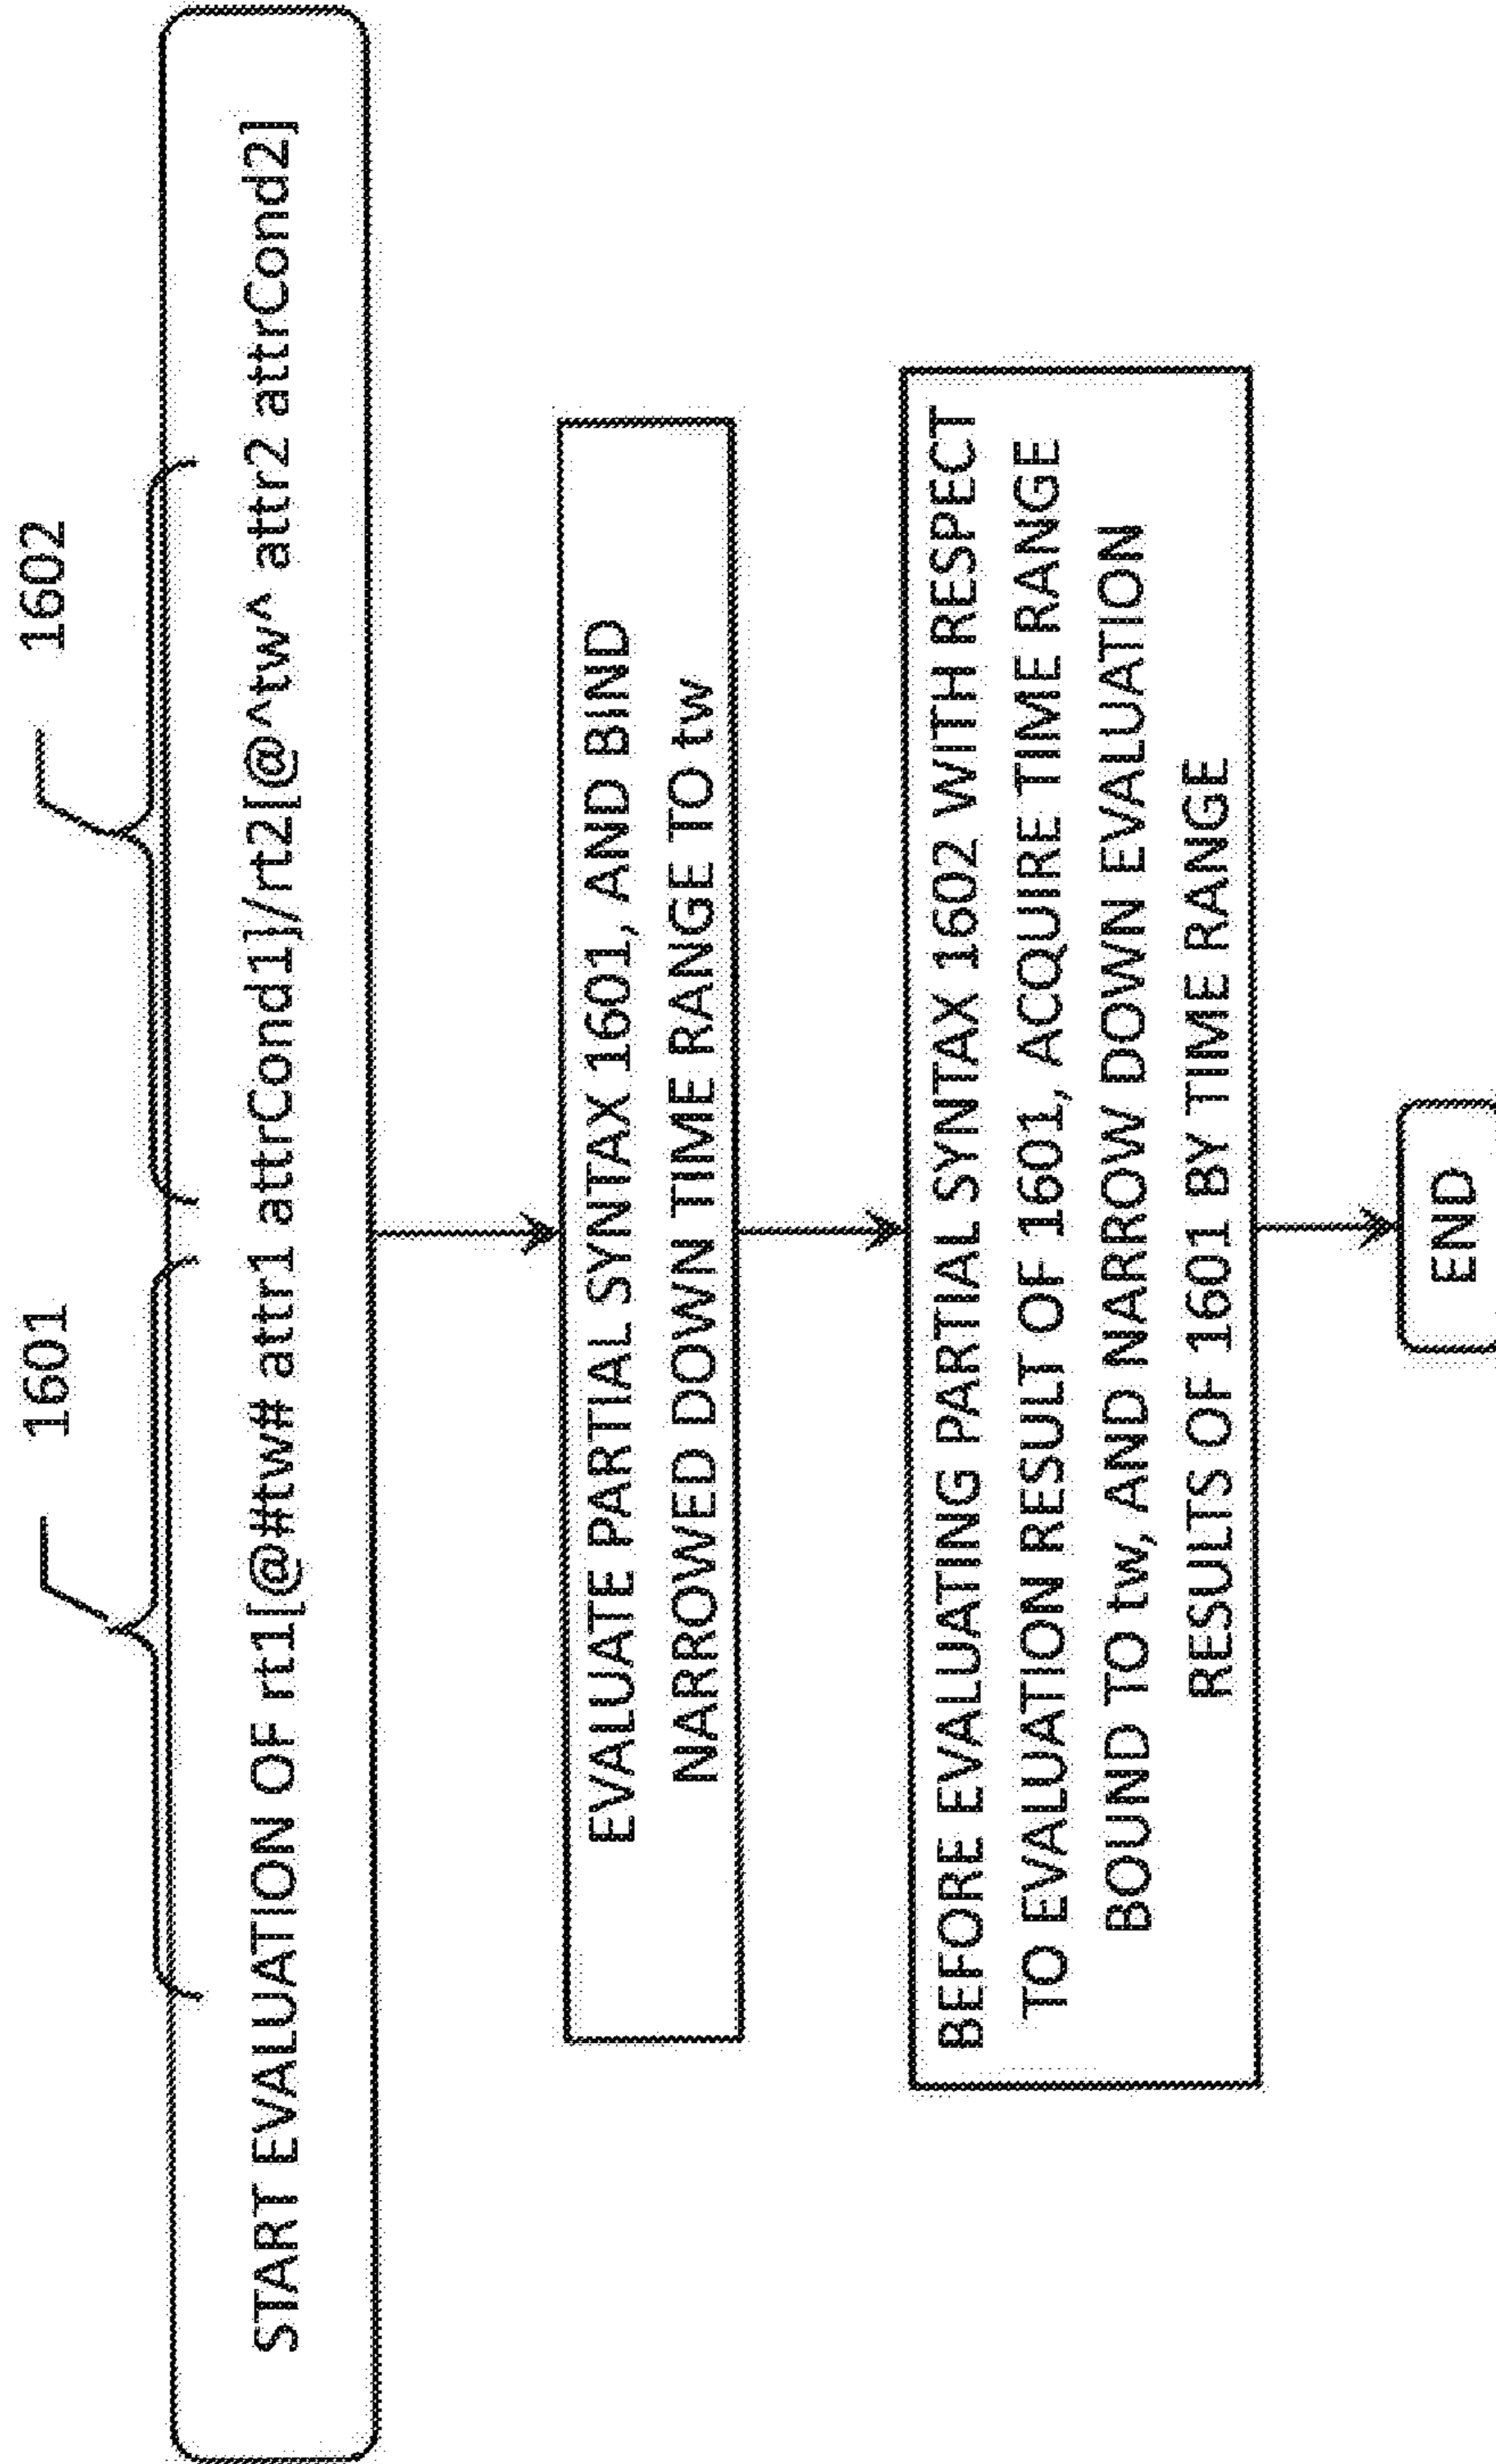 1601
1602
START EVALUATION OF rt1[@#tw# attr1 attrCond1]/rt2[@^tw^ attr2 attrCond2]
EVALUATE PARTIAL SYNTAX 1601, AND BIND
NARROWED DOWN TIME RANGE TO tw
BEFORE EVALUATING PARTIAL SYNTAX 1602 WITH RESPECT
TO EVALUATION RESULT OF 1601, ACQUIRE TIME RANGE
BOUND TO tw, AND NARROW DOWN EVALUATION
RESULTS OF 1601 BY TIME RANGE
END